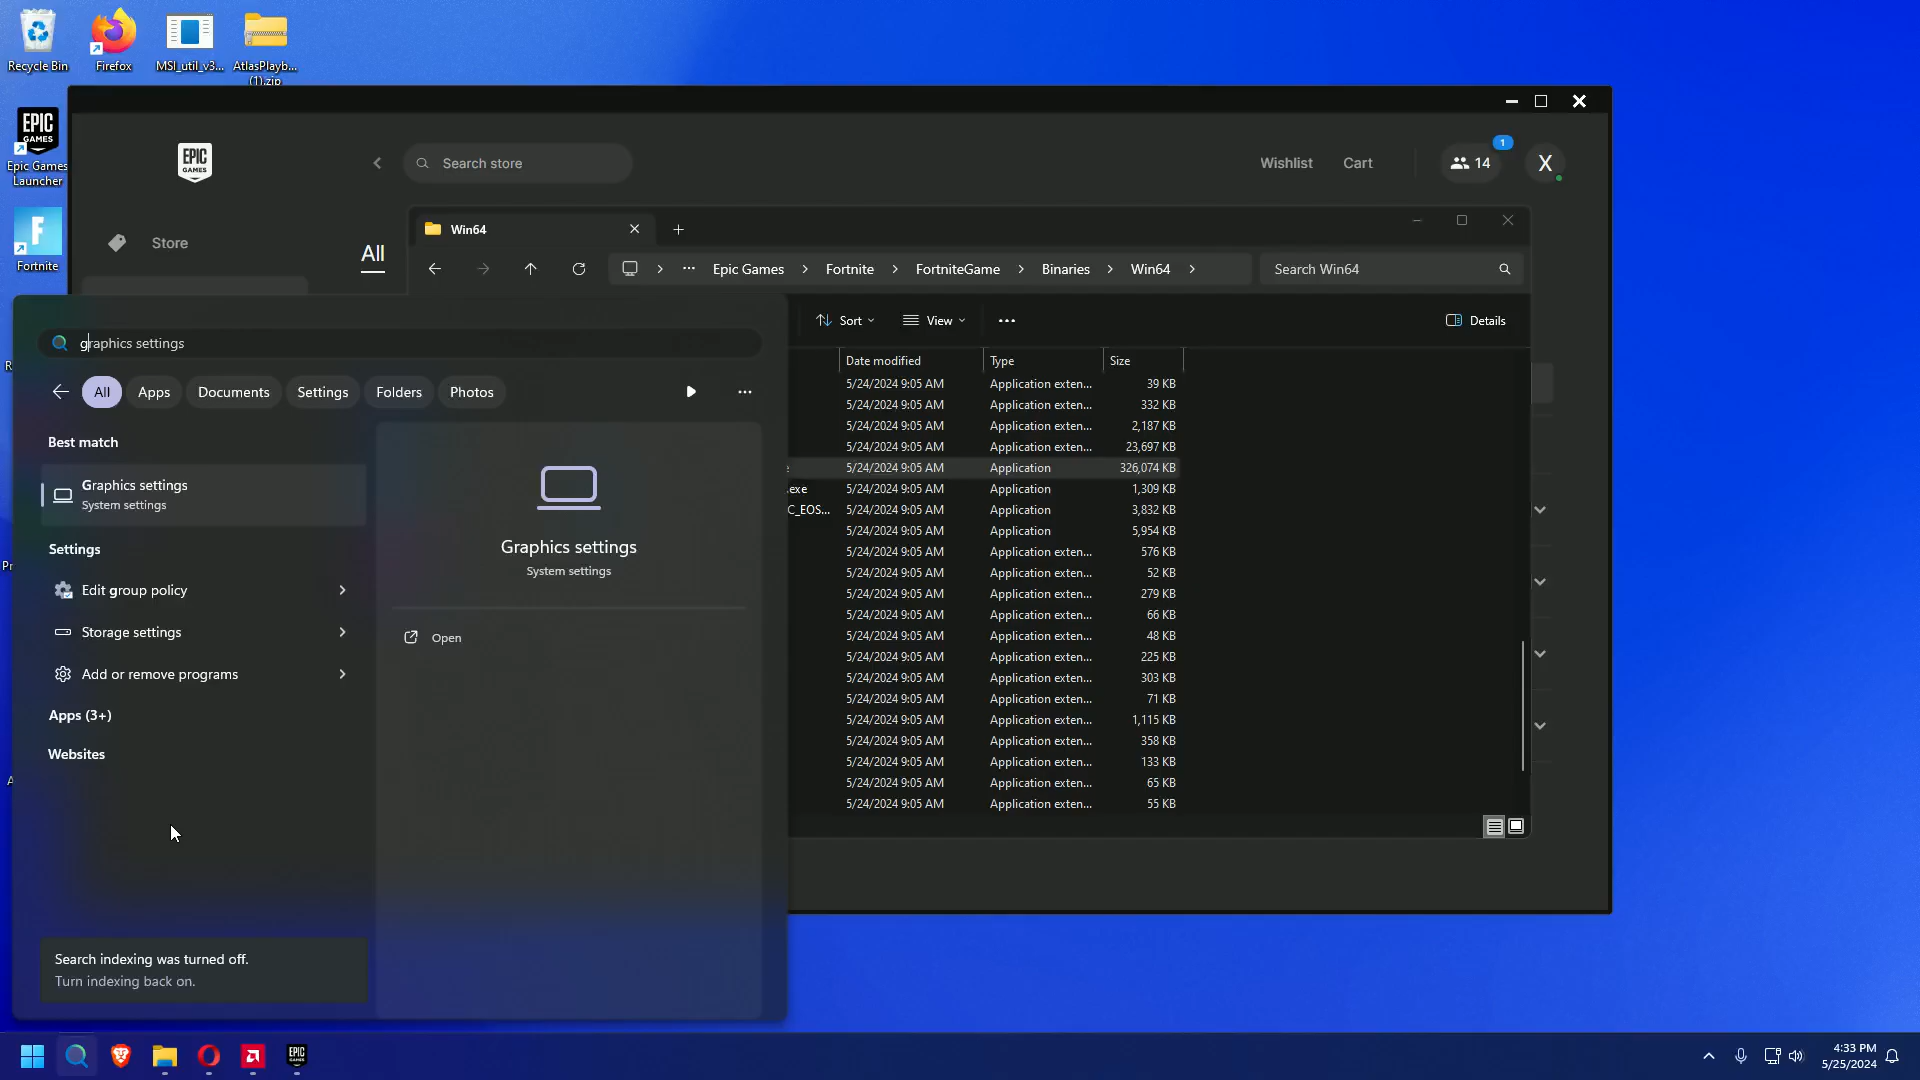 Recycle Bin
Firefox
MSI_util_v3...
AtlasPlayb...
(1).zip
EPIC
GAMES
Epic Games
Launcher
Fortnite
EPIC
GAMES
Search store
Wishlist
Cart
1
14
X
Store
All
Win64
Epic Games
Fortnite
FortniteGame
Binaries
Win64
Search Win64
Sort
View
Details
Date modified
Type
Size
5/24/2024 9:05 AM Application exten... 39 KB
5/24/2024 9:05 AM Application exten... 332 KB
5/24/2024 9:05 AM Application exten... 2,187 KB
5/24/2024 9:05 AM Application exten... 23,697 KB
5/24/2024 9:05 AM Application 326,074 KB
.exe 5/24/2024 9:05 AM Application 1,309 KB
C_EOS... 5/24/2024 9:05 AM Application 3,832 KB
5/24/2024 9:05 AM Application 5,954 KB
5/24/2024 9:05 AM Application exten... 576 KB
5/24/2024 9:05 AM Application exten... 52 KB
5/24/2024 9:05 AM Application exten... 279 KB
5/24/2024 9:05 AM Application exten... 66 KB
5/24/2024 9:05 AM Application exten... 48 KB
5/24/2024 9:05 AM Application exten... 225 KB
5/24/2024 9:05 AM Application exten... 303 KB
5/24/2024 9:05 AM Application exten... 71 KB
5/24/2024 9:05 AM Application exten... 1,115 KB
5/24/2024 9:05 AM Application exten... 358 KB
5/24/2024 9:05 AM Application exten... 133 KB
5/24/2024 9:05 AM Application exten... 65 KB
5/24/2024 9:05 AM Application exten... 55 KB
graphics settings
All
Apps
Documents
Settings
Folders
Photos
Best match
Graphics settings
System settings
Settings
Edit group policy
Storage settings
Add or remove programs
Apps (3+)
Websites
Graphics settings
System settings
Open
Search indexing was turned off.
Turn indexing back on.
EPIC
GAMES
4:33 PM
5/25/2024